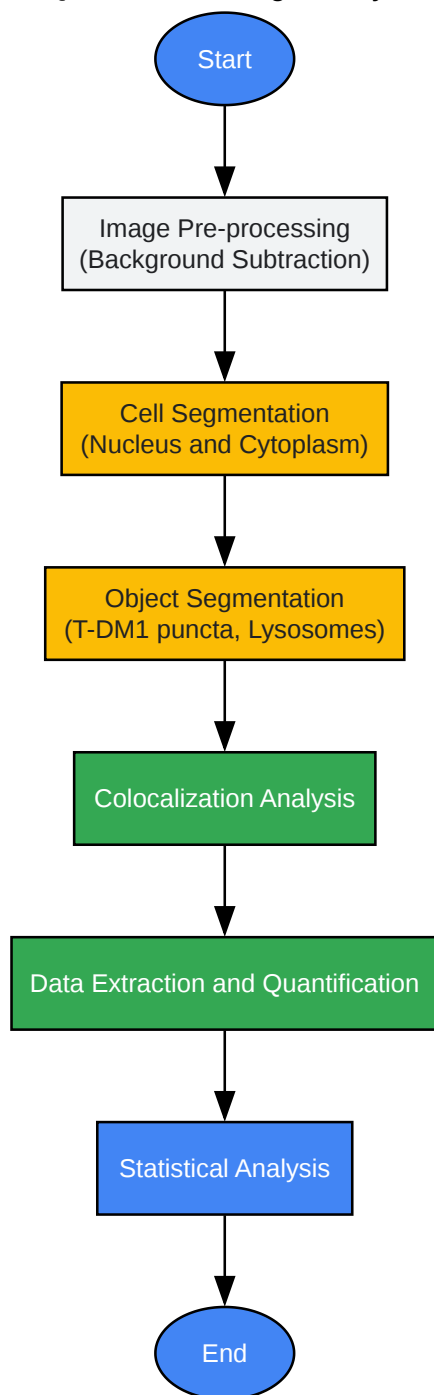 Start
Image Pre-processing
(Background Subtraction)
Cell Segmentation
(Nucleus and Cytoplasm)
Object Segmentation
(T-DM1 puncta, Lysosomes)
Colocalization Analysis
Data Extraction and Quantification
Statistical Analysis
End